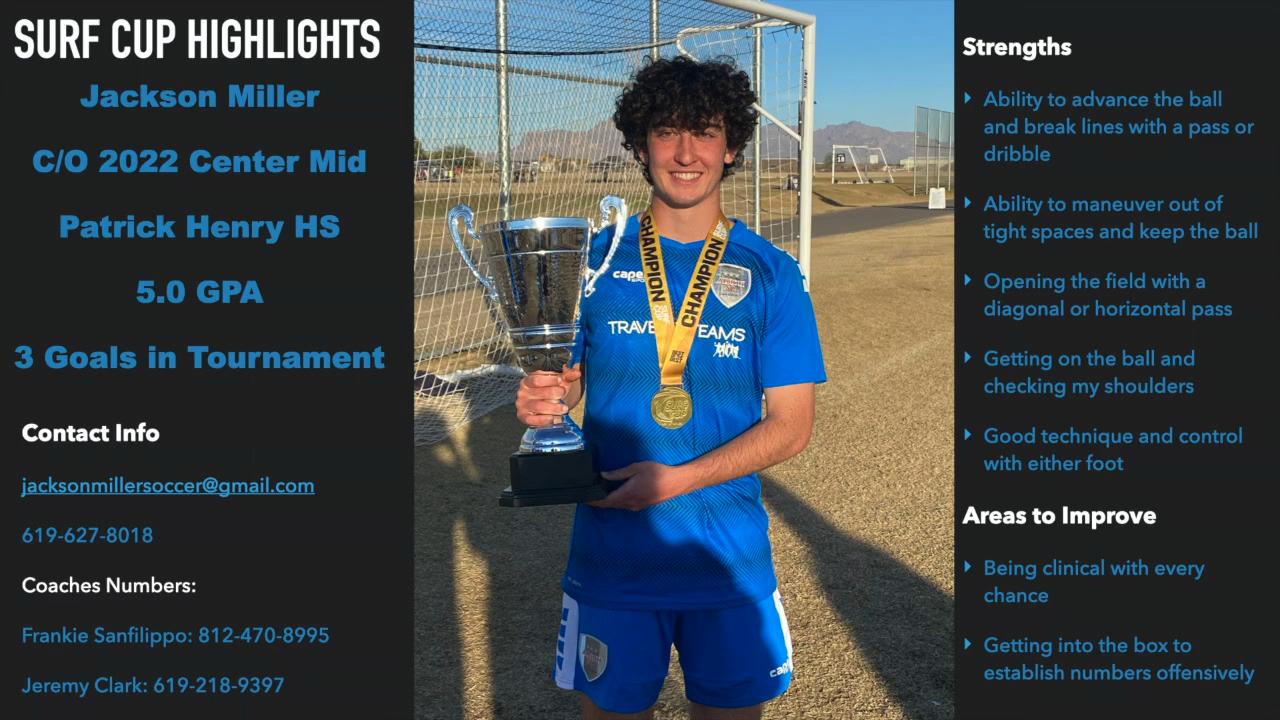 SURF CUP HIGHLIGHTS
Jackson Miller
C/O 2022 Center Mid
Patrick Henry HS
5.0 GPA
3 Goals in Tournament
Contact Info
jacksonmillersoccer@gmail.com
619-627-8018
Coaches Numbers:
Frankie Sanfilippo: 812-470-8995
Jeremy Clark: 619-218-9397
CHAMPION
CHAMPION
TRAVEL TEAMS
Strengths
Ability to advance the ball
and break lines with a pass or
dribble
Ability to maneuver out of
tight spaces and keep the ball
Opening the field with a
diagonal or horizontal pass
Getting on the ball and
checking my shoulders
Good technique and control
with either foot
Areas to Improve
Being clinical with every
chance
Getting into the box to
establish numbers offensively